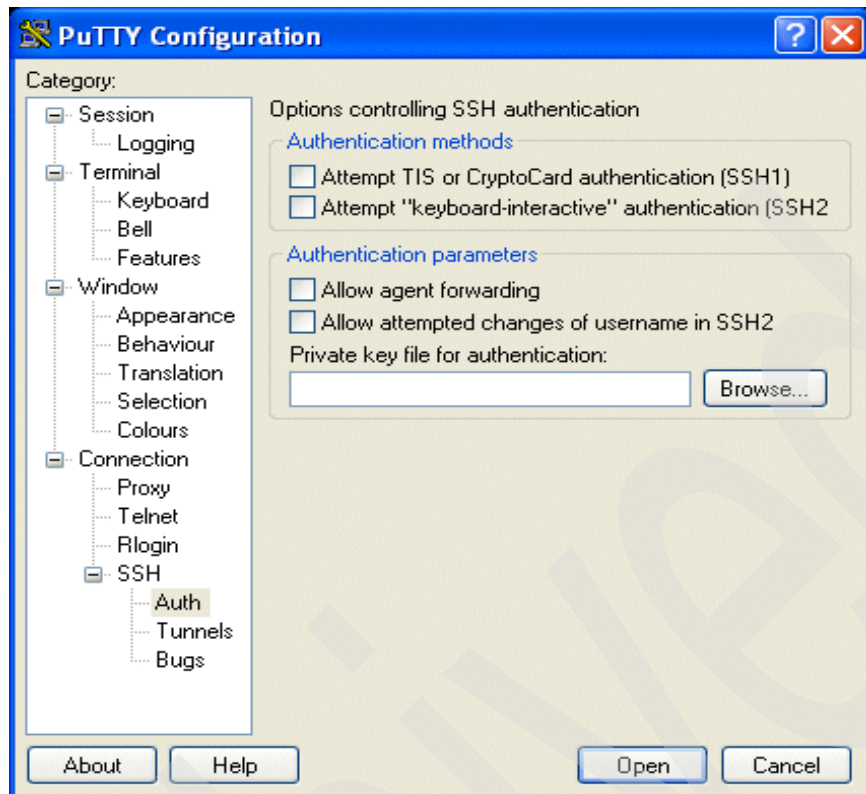 PuTTY Configuration
Category:
Session
Logging
Terminal
Keyboard
Bell
Features
Window
Appearance
Behaviour
Translation
Selection
Colours
Connection
Proxy
Telnet
Rlogin
SSH
Auth
Tunnels
Bugs
Options controlling SSH authentication
Authentication methods
Attempt TIS or CryptoCard authentication (SSH1)
Attempt "keyboard-interactive" authentication (SSH2
Authentication parameters
Allow agent forwarding
Allow attempted changes of username in SSH2
Private key file for authentication:
Browse...
About
Help
Open
Cancel